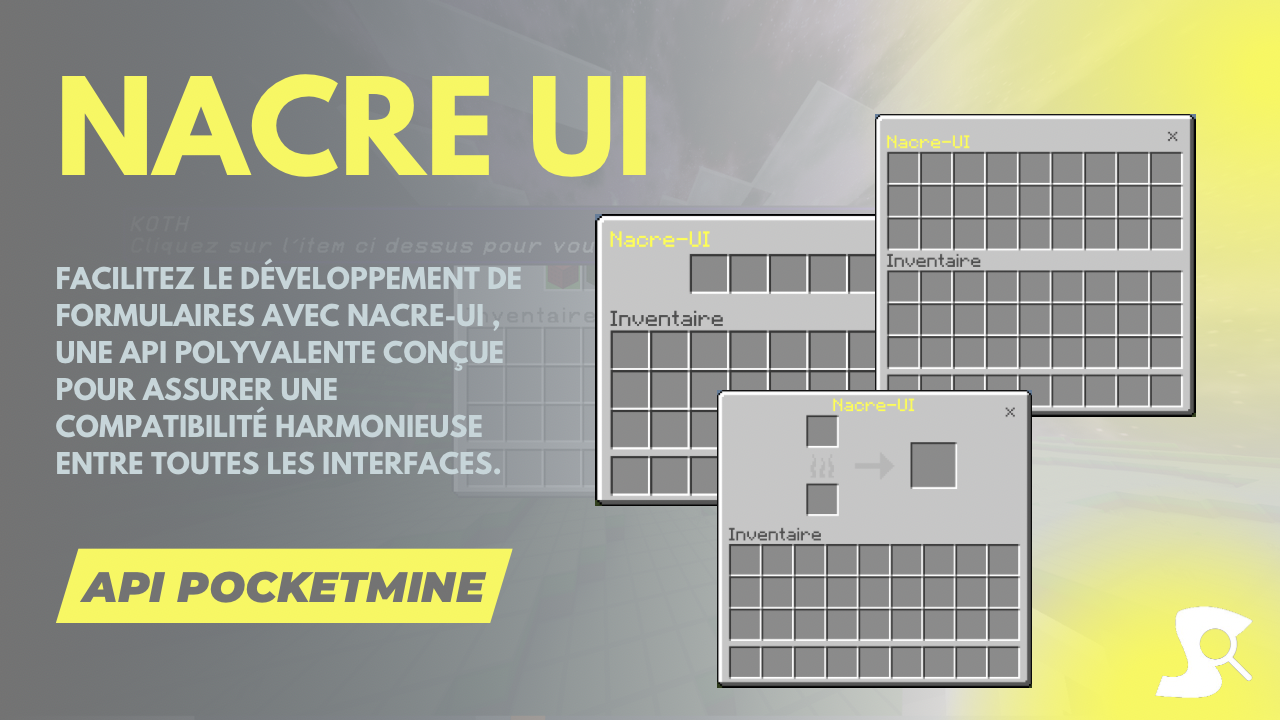 NACRE UI
KOTH
Cliquez sur l'item ci dessus pour vou
FACILITEZ LE DÉVELOPPEMENT DE
FORMULAIRES AVEC NACRE-UI ,
UNE API POLYVALENTE CONÇUE
POUR ASSURER UNE
COMPATIBILITÉ HARMONIEUSE
ENTRE TOUTES LES INTERFACES.
API POCKETMINE
Inventaire
Nacre-UI
Inventaire
Nacre-UI
Inventaire
Nacre-UI
Inventaire